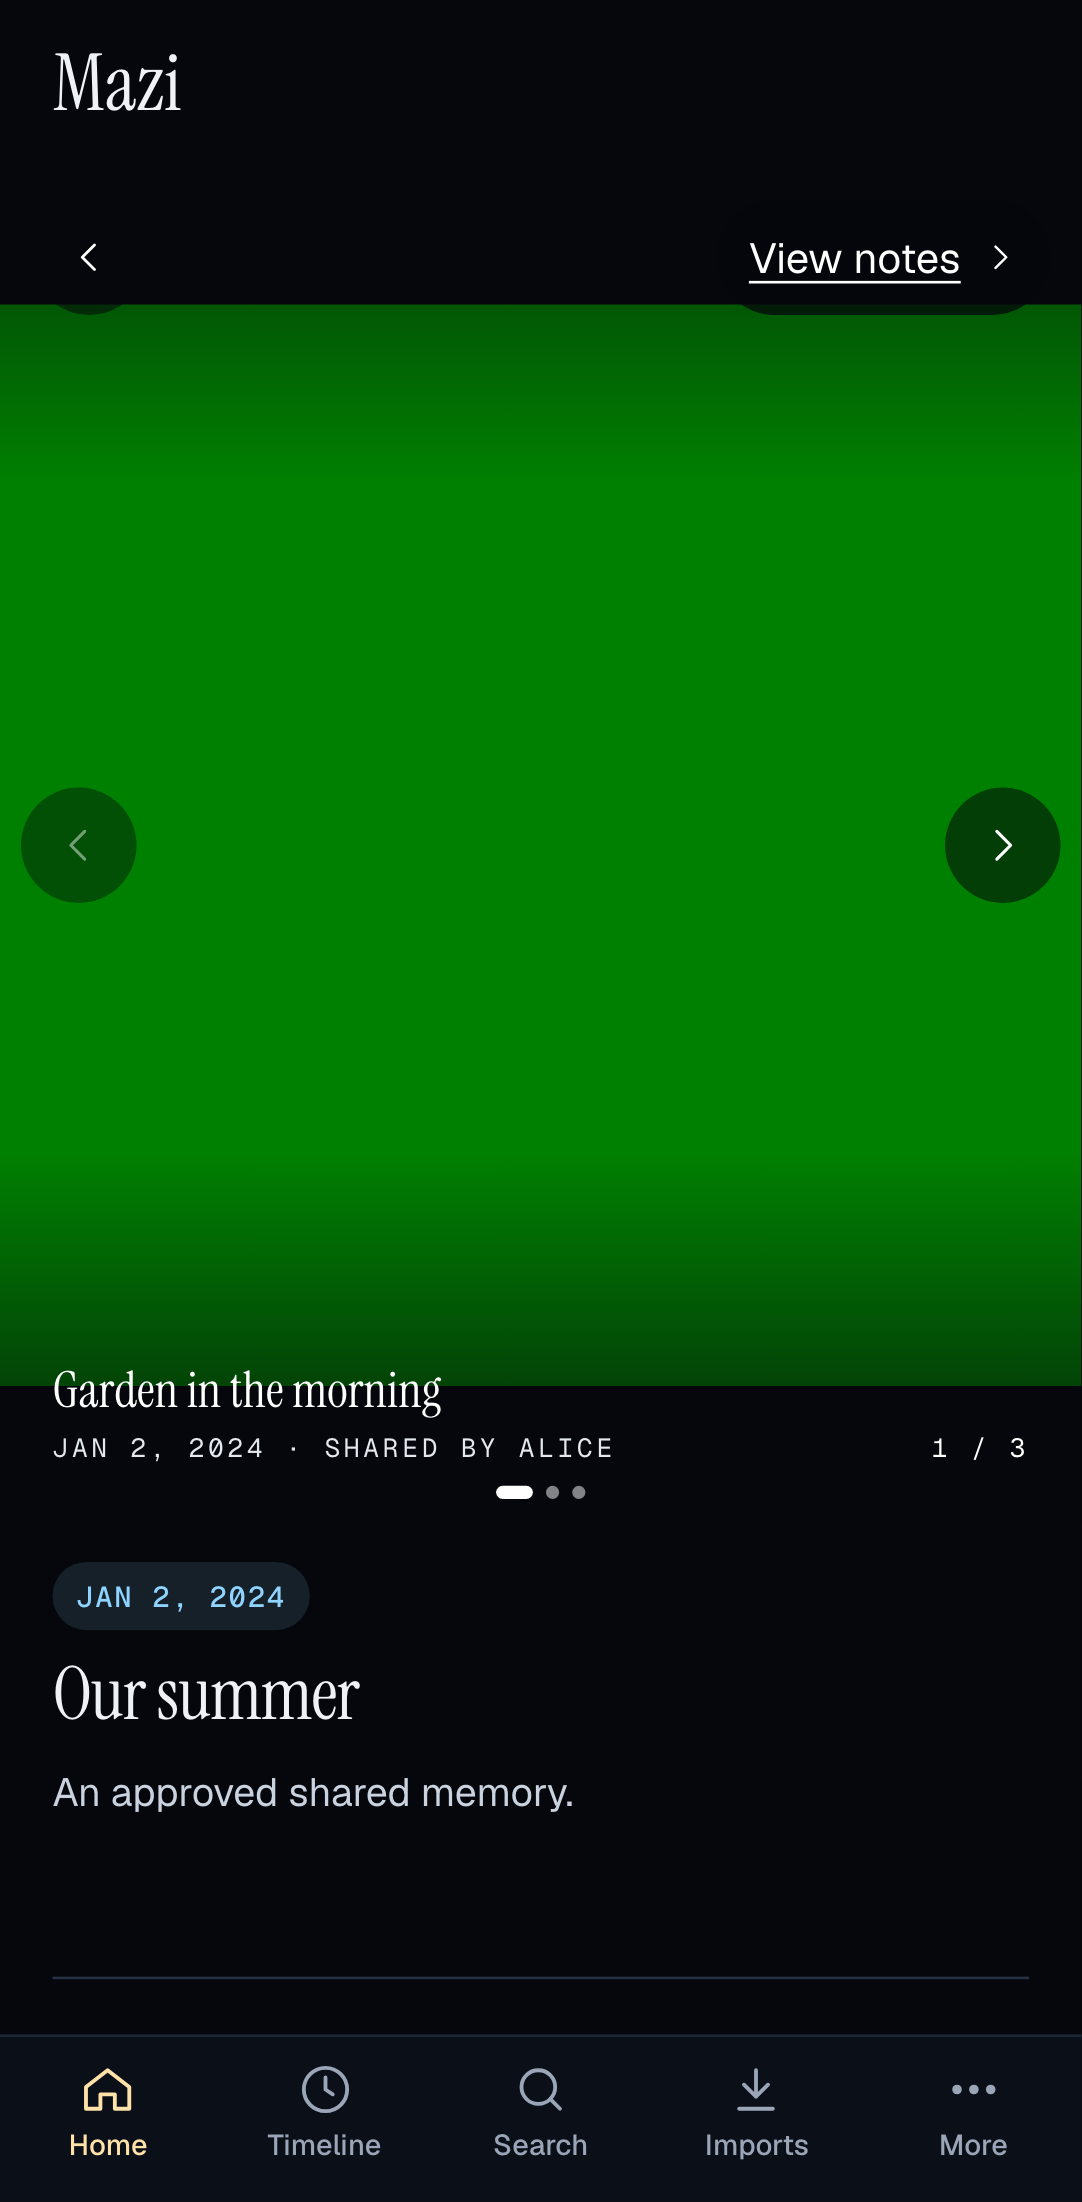 Mazi
View notes
Garden in the morning
JAN 2, 2024 · SHARED BY ALICE
1 / 3
JAN 2, 2024
Our summer
An approved shared memory.
Home
Timeline
Search
Imports
More